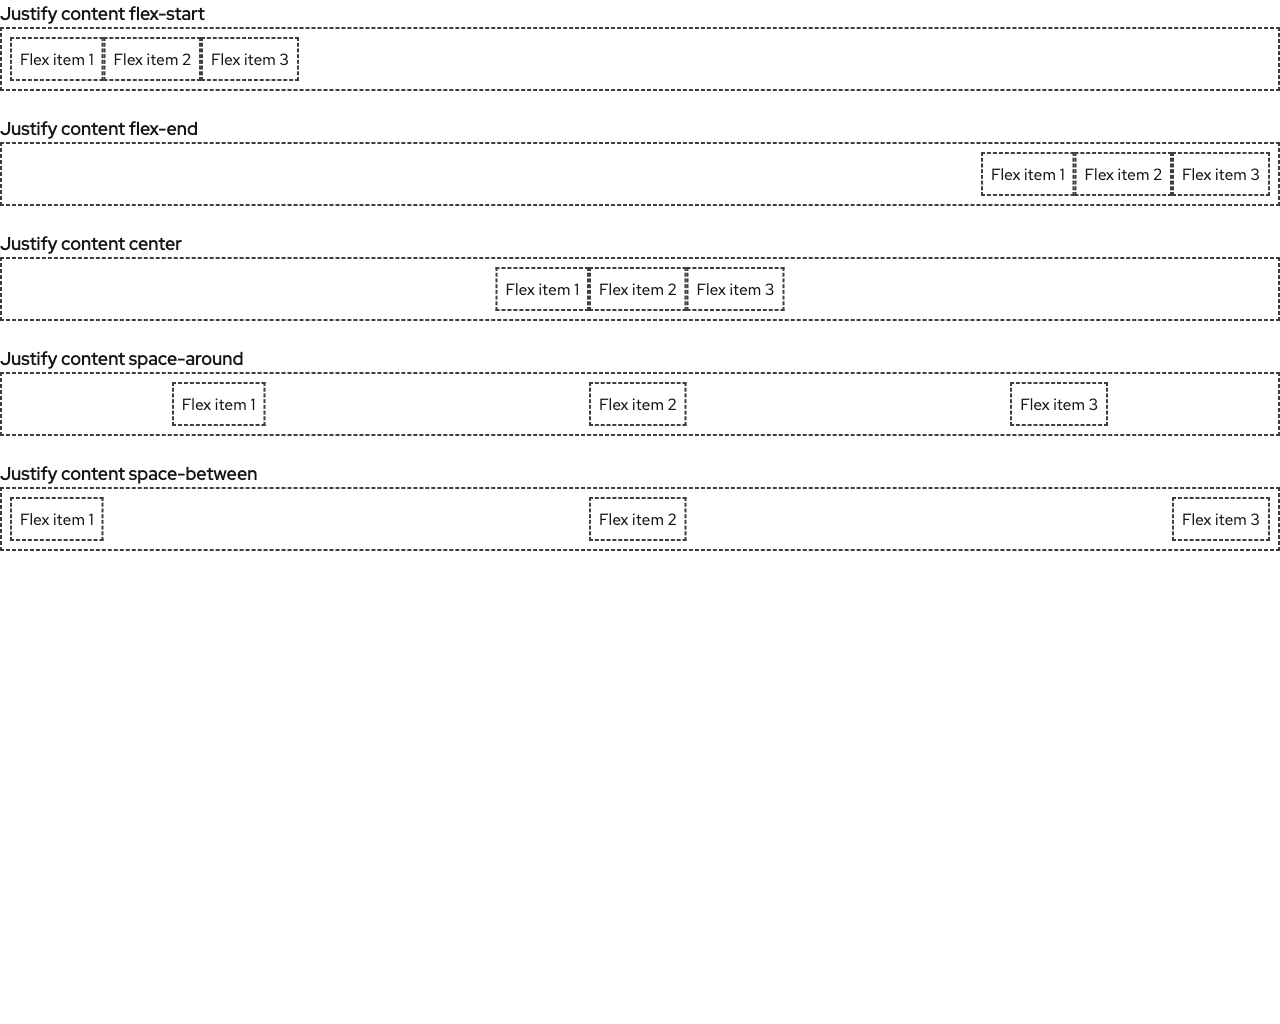 Justify content flex-start
Flex item 1 Flex item 2 Flex item 3
Justify content flex-end
Flex item 1 Flex item 2 Flex item 3
Justify content center
Flex item 1 Flex item 2 Flex item 3
Justify content space-around
Flex item 1 Flex item 2 Flex item 3
Justify content space-between
Flex item 1 Flex item 2 Flex item 3